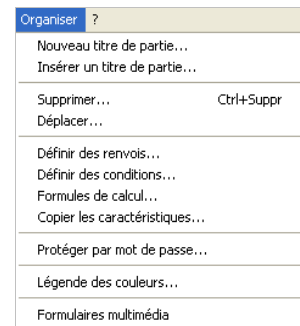 Organiser ?
Nouveau titre de partie...
Insérer un titre de partie...
Supprimer... Ctrl+Suppr
Déplacer...
Définir des renvois...
Définir des conditions...
Formules de calcul...
Copier les caractéristiques...
Protéger par mot de passe...
Légende des couleurs...
Formulaires multimédia